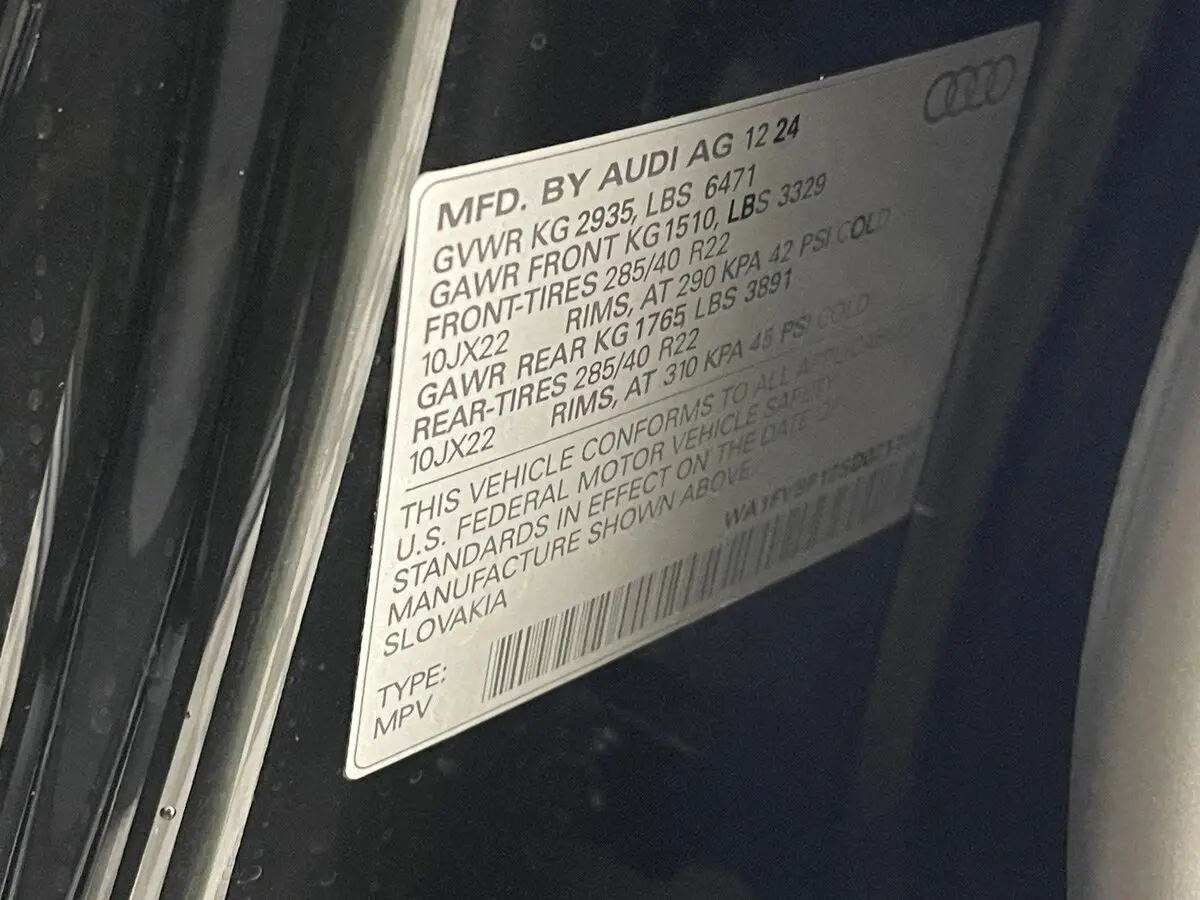 MFD. BY AUDI AG 12 24
GVWR KG 2935, LBS 6471
GAWR FRONT KG 1510, LBS 3329
FRONT-TIRES 285/40 R22
10JX22 RIMS, AT 290 KPA 42 PSI COLD
GAWR REAR KG 1765 LBS 3891
REAR-TIRES 285/40 R22
10JX22 RIMS, AT 310 KPA 45 PSI COLD
THIS VEHICLE CONFORMS TO ALL APPLICABLE
U.S. FEDERAL MOTOR VEHICLE SAFETY
STANDARDS IN EFFECT ON THE DATE OF
MANUFACTURE SHOWN ABOVE.
SLOVAKIA
TYPE:
MPV